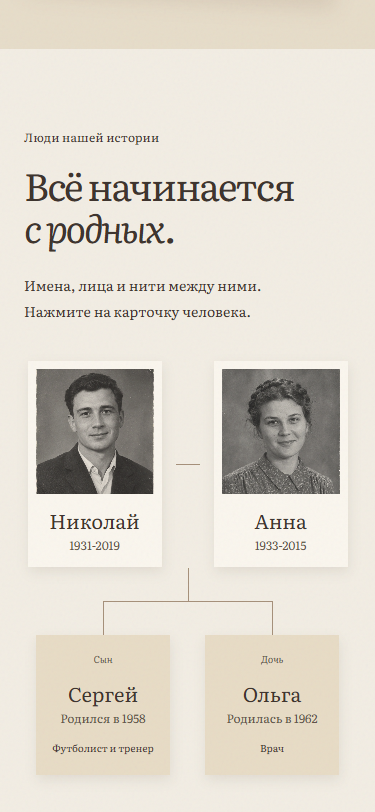 Люди нашей истории
Всё начинается
с родных.
Имена, лица и нити между ними.
Нажмите на карточку человека.
Николай
1931-2019
Анна
1933-2015
Сын
Сергей
Родился в 1958
Футболист и тренер
Дочь
Ольга
Родилась в 1962
Врач